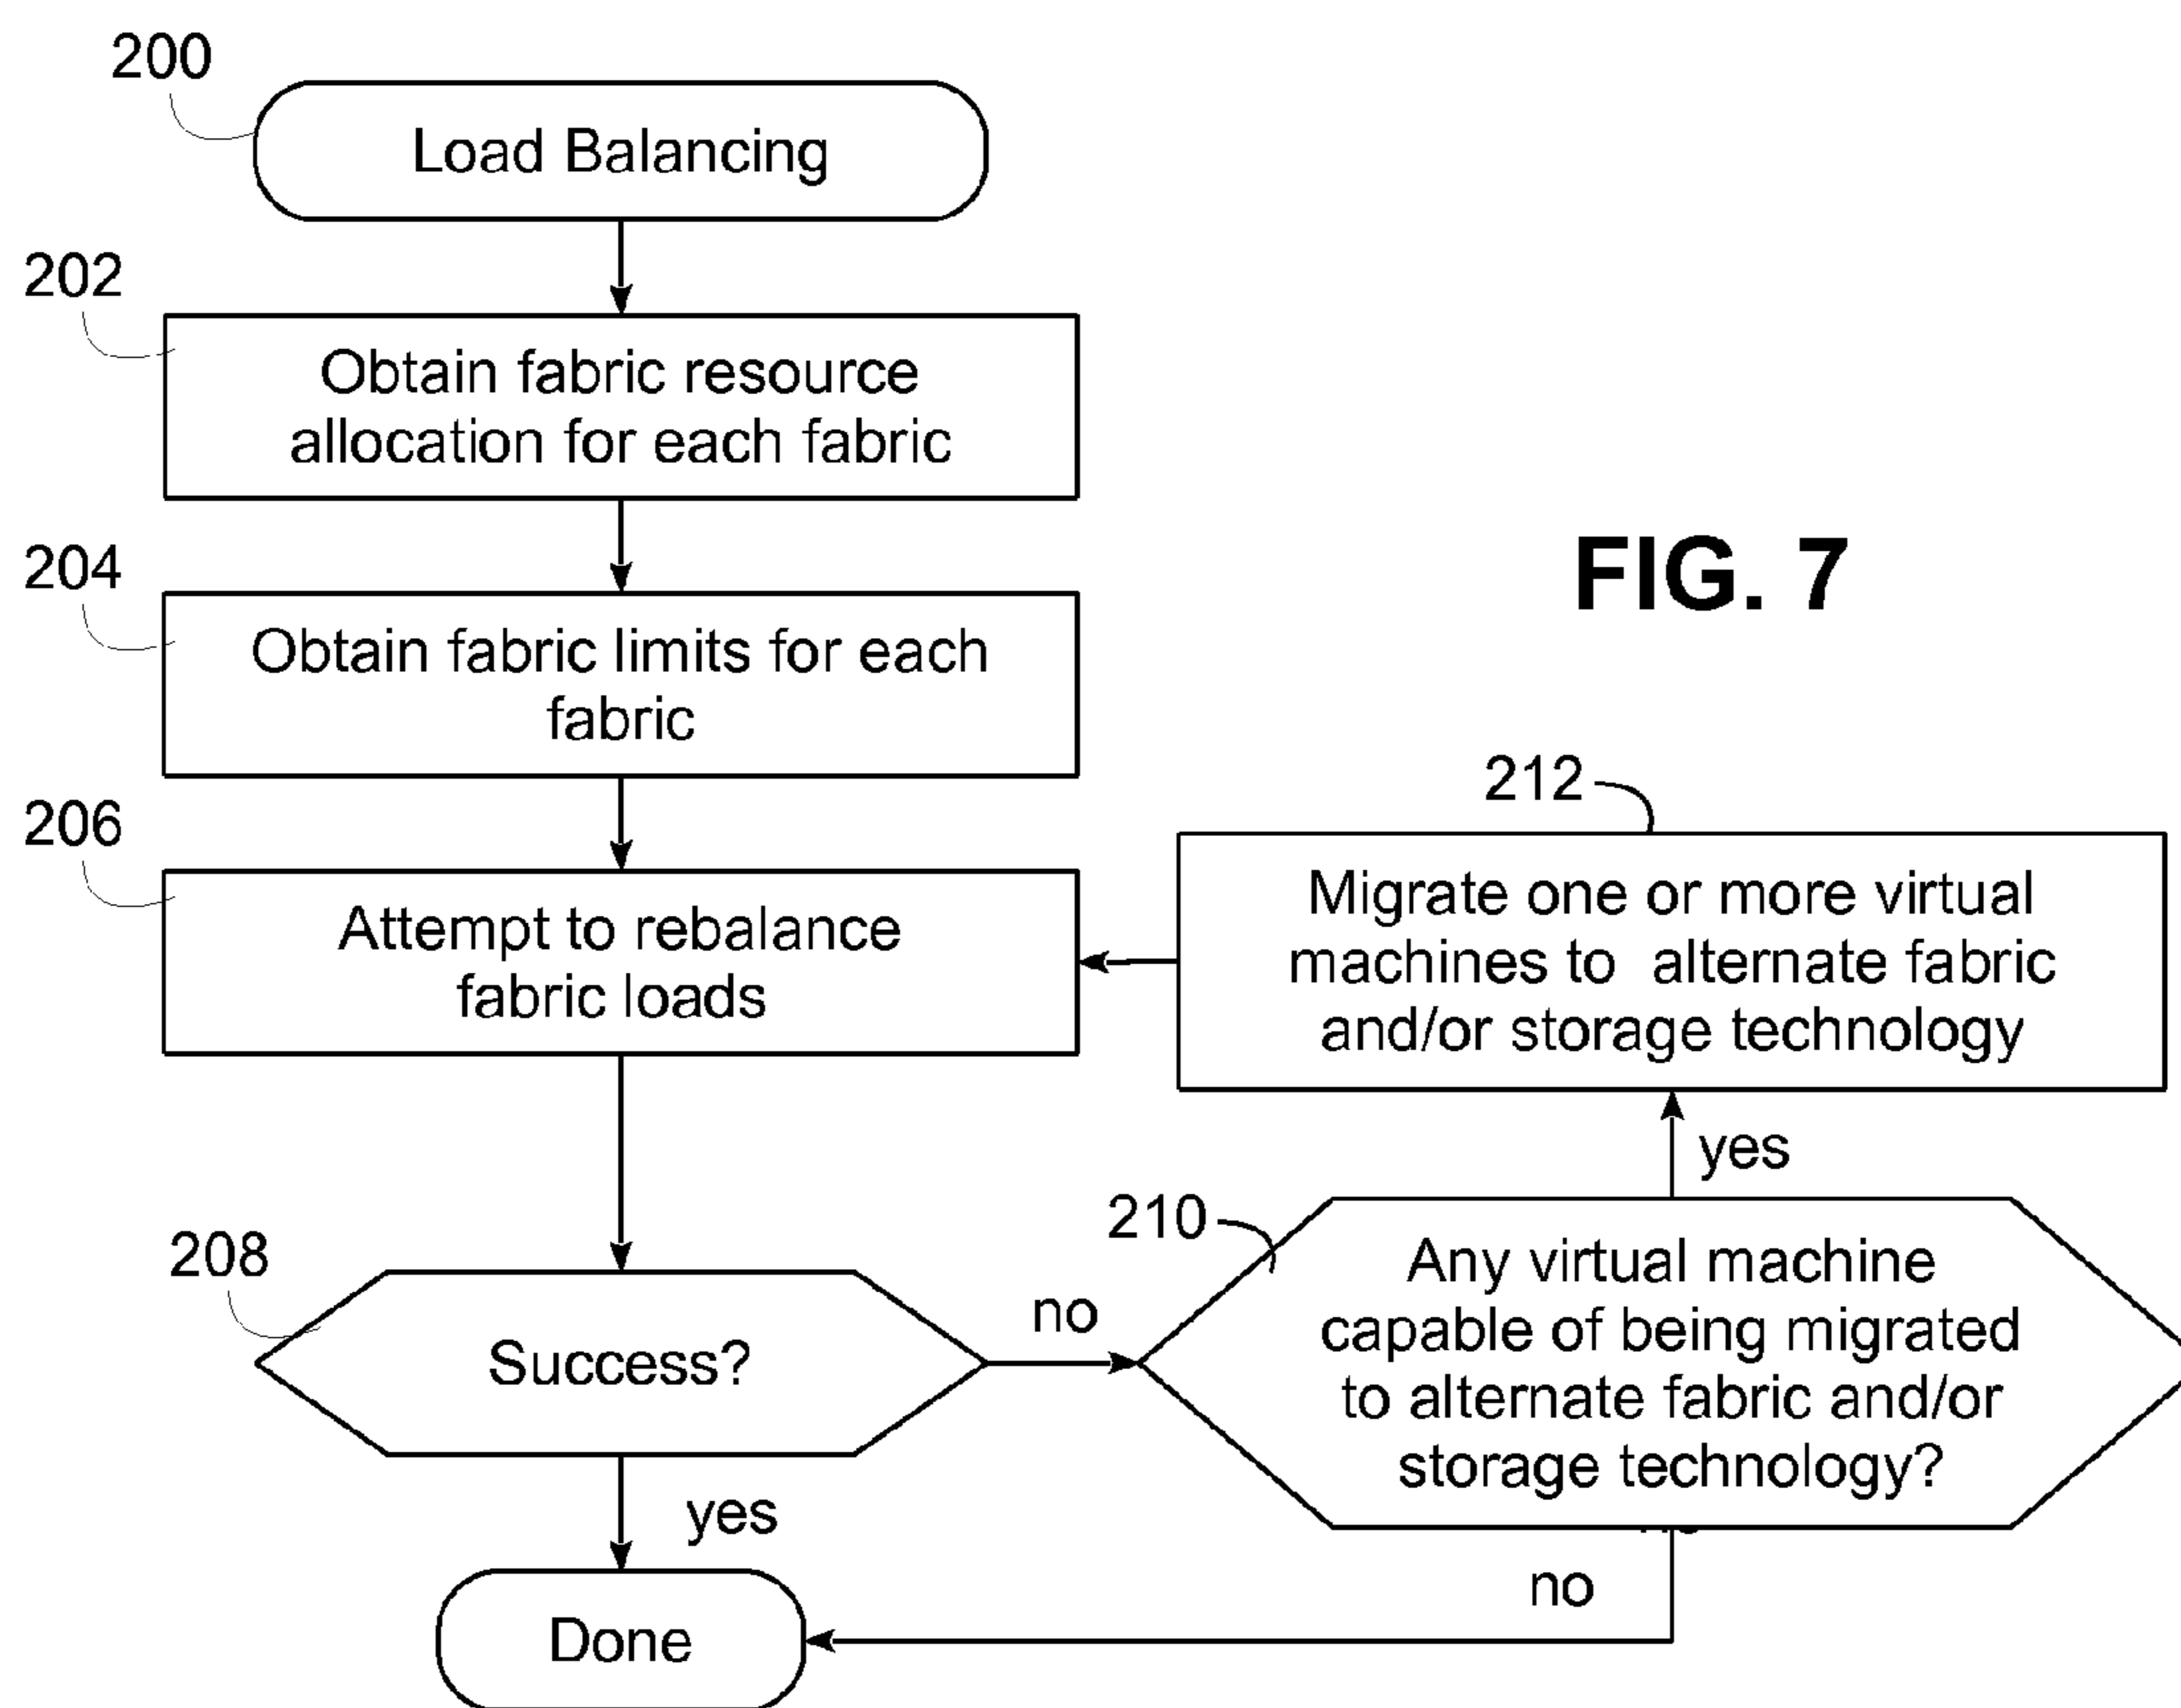 200
Load Balancing
202
Obtain fabric resource
allocation for each fabric
204
Obtain fabric limits for each
fabric
FIG. 7
206
Attempt to rebalance
fabric loads
212
Migrate one or more virtual
machines to alternate fabric
and/or storage technology
yes
208
Success?
no
210
Any virtual machine
capable of being migrated
to alternate fabric and/or
storage technology?
yes
no
Done